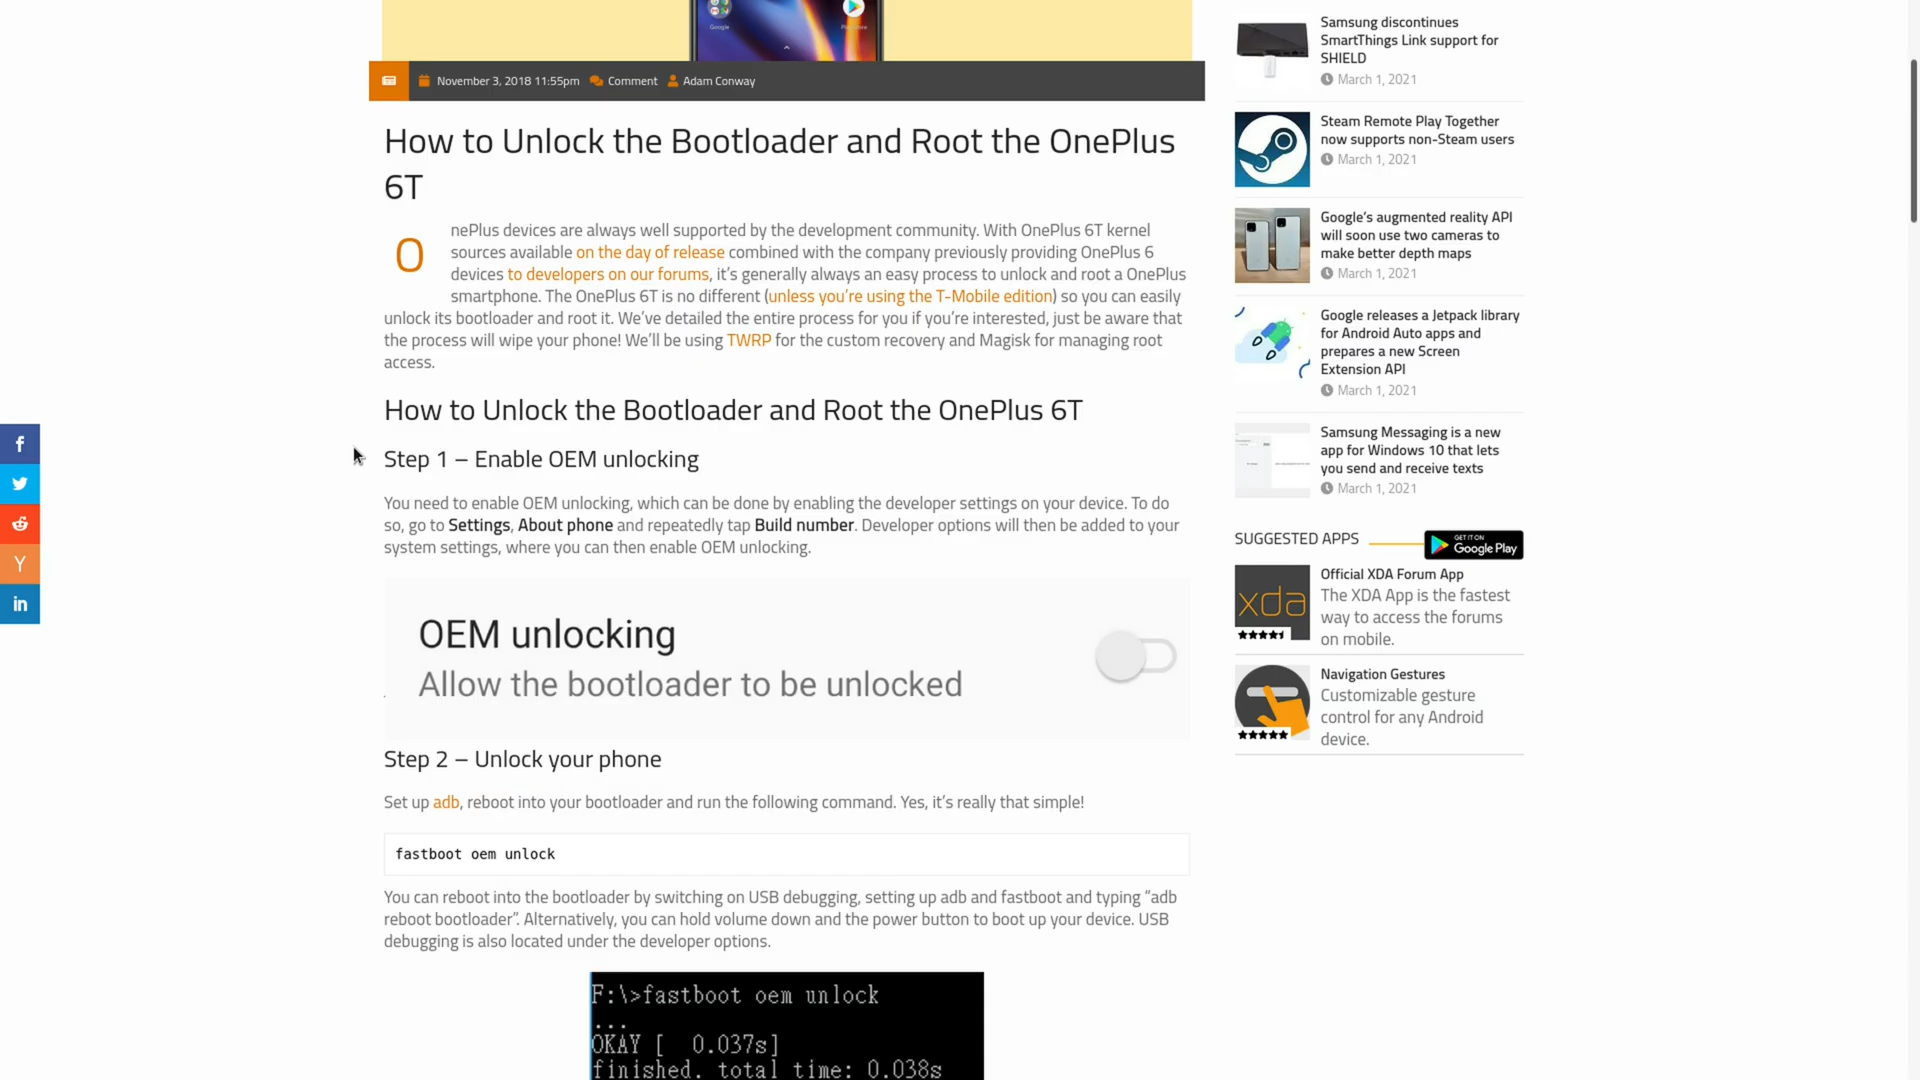 November 3, 2018 11:55pm Comment Adam Conway
How to Unlock the Bootloader and Root the OnePlus
6T
O
nePlus devices are always well supported by the development community. With OnePlus 6T kernel
sources available on the day of release combined with the company previously providing OnePlus 6
devices to developers on our forums, it’s generally always an easy process to unlock and root a OnePlus
smartphone. The OnePlus 6T is no different (unless you’re using the T-Mobile edition) so you can easily
unlock its bootloader and root it. We’ve detailed the entire process for you if you’re interested, just be aware that
the process will wipe your phone! We’ll be using TWRP for the custom recovery and Magisk for managing root
access.
How to Unlock the Bootloader and Root the OnePlus 6T
Step 1 – Enable OEM unlocking
You need to enable OEM unlocking, which can be done by enabling the developer settings on your device. To do
so, go to Settings, About phone and repeatedly tap Build number. Developer options will then be added to your
system settings, where you can then enable OEM unlocking.
OEM unlocking
Allow the bootloader to be unlocked
Step 2 – Unlock your phone
Set up adb, reboot into your bootloader and run the following command. Yes, it’s really that simple!
fastboot oem unlock
You can reboot into the bootloader by switching on USB debugging, setting up adb and fastboot and typing “adb
reboot bootloader”. Alternatively, you can hold volume down and the power button to boot up your device. USB
debugging is also located under the developer options.
F:\>fastboot oem unlock
...
OKAY [ 0.037s]
finished. total time: 0.038s
Samsung discontinues
SmartThings Link support for
SHIELD
March 1, 2021
Steam Remote Play Together
now supports non-Steam users
March 1, 2021
Google’s augmented reality API
will soon use two cameras to
make better depth maps
March 1, 2021
Google releases a Jetpack library
for Android Auto apps and
prepares a new Screen
Extension API
March 1, 2021
Samsung Messaging is a new
app for Windows 10 that lets
you send and receive texts
March 1, 2021
SUGGESTED APPS
GET IT ON
Google Play
xda
Official XDA Forum App
The XDA App is the fastest
way to access the forums
on mobile.
Navigation Gestures
Customizable gesture
control for any Android
device.